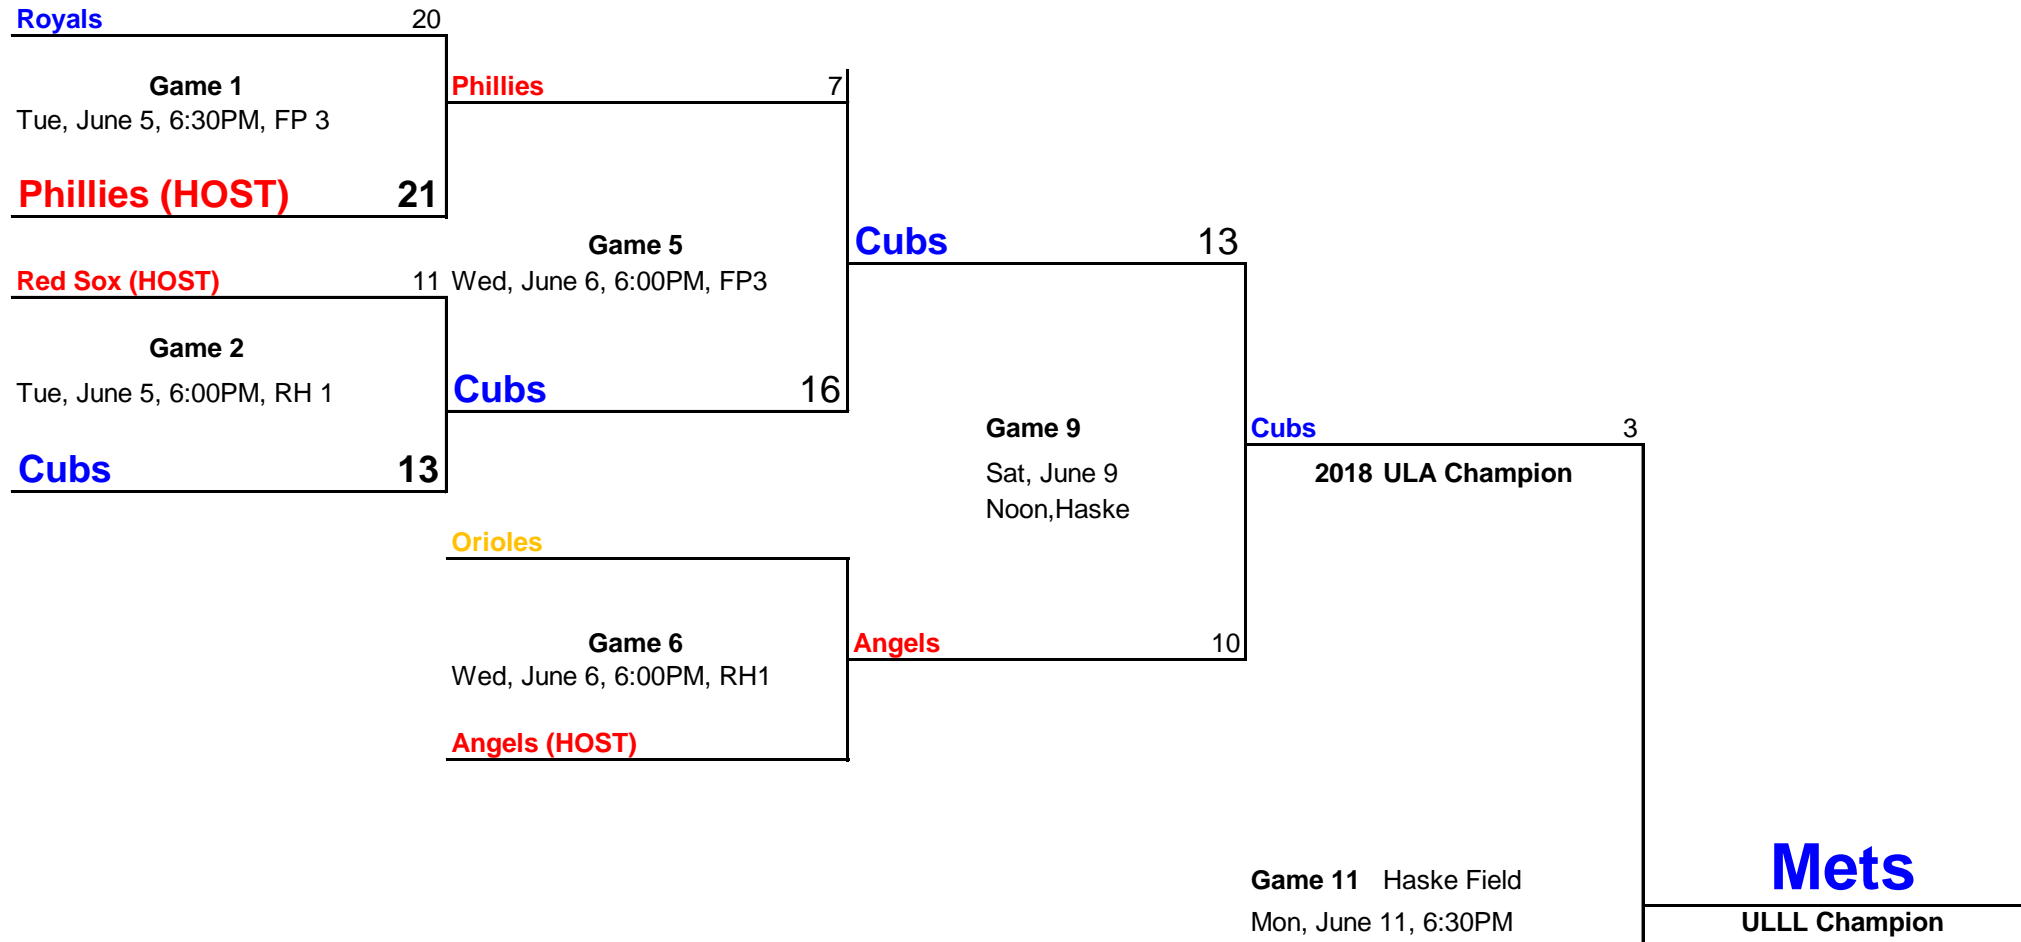 Royals 20
Game 1
Tue, June 5, 6:30PM, FP 3
Phillies (HOST) 21
Phillies 7
Red Sox (HOST) 11
Game 2
Tue, June 5, 6:00PM, RH 1
Cubs 13
Game 5
Wed, June 6, 6:00PM, FP3
Cubs 16
Cubs 13
Game 9
Sat, June 9
Noon,Haske
Orioles
Game 6
Wed, June 6, 6:00PM, RH1
Angels (HOST)
Angels 10
Cubs 3
2018 ULA Champion
Game 11 Haske Field
Mon, June 11, 6:30PM
Mets
ULLL Champion